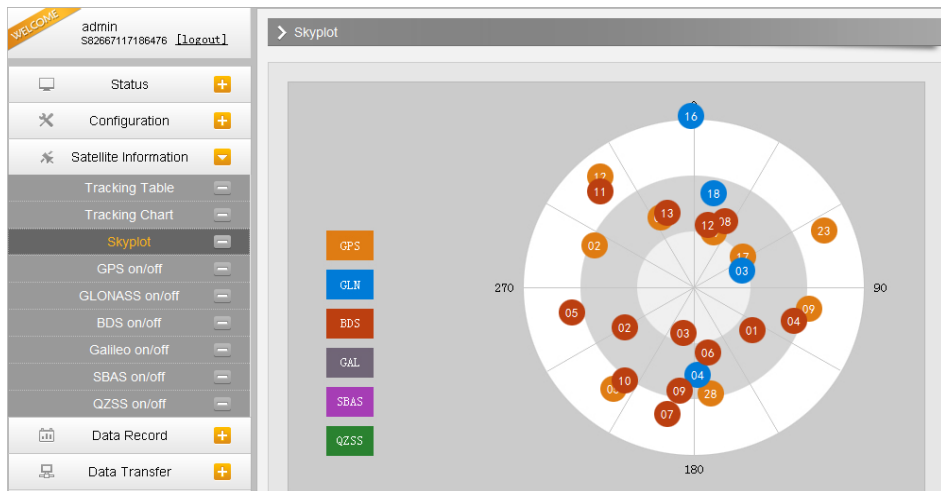 WELCOME
admin
S82667117186476 [logout]
Status
Configuration
Satellite Information
Tracking Table
Tracking Chart
Skyplot
GPS on/off
GLONASS on/off
BDS on/off
Galileo on/off
SBAS on/off
QZSS on/off
Data Record
Data Transfer
Skyplot
GPS
GLN
BDS
GAL
SBAS
QZSS
16
12
11
18
13
12
08
23
02
17
03
270
90
05
09
04
02
03
01
06
04
10
09
28
07
180